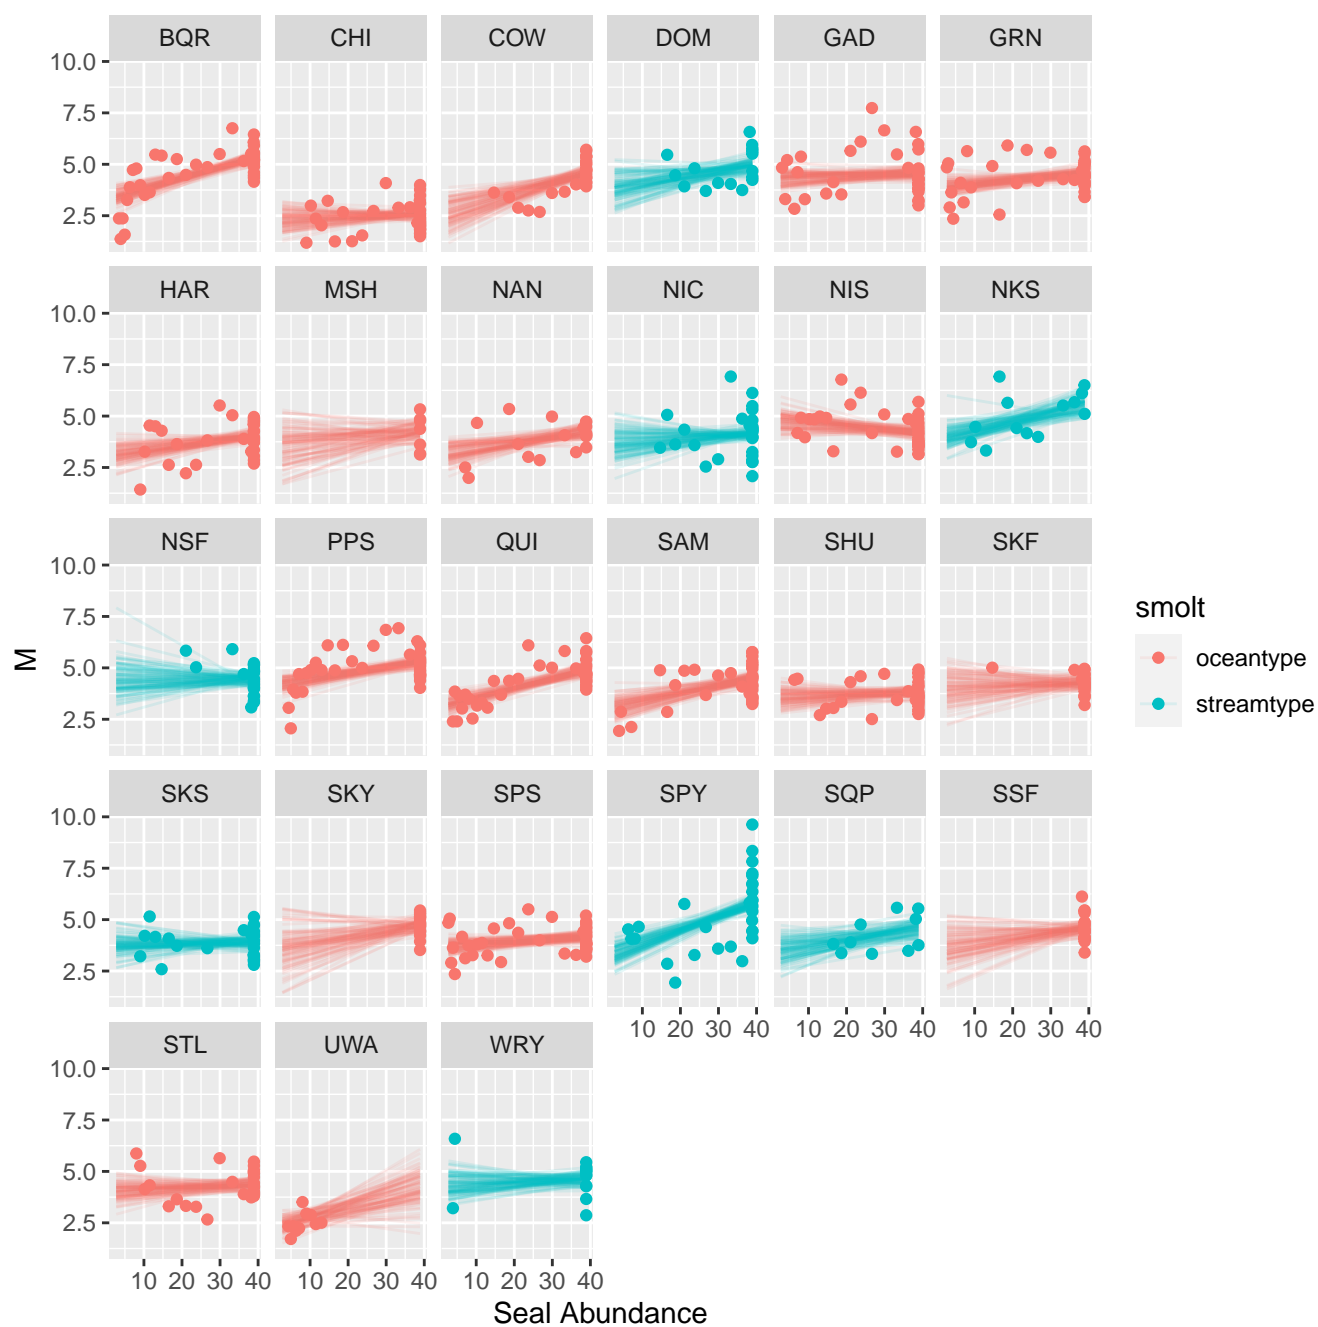 BQR CHI COW DOM GAD GRN
10.0
7.5
5.0
2.5
HAR MSH NAN NIC NIS NKS
10.0
7.5
5.0
2.5
NSF PPS QUI SAM SHU SKF
10.0
7.5
5.0
2.5
M
smolt
oceantype
streamtype
SKS SKY SPS SPY SQP SSF
10.0
7.5
5.0
2.5
10 20 30 40 10 20 30 40 10 20 30 40
STL UWA WRY
10.0
7.5
5.0
2.5
10 20 30 40 10 20 30 40 10 20 30 40
Seal Abundance